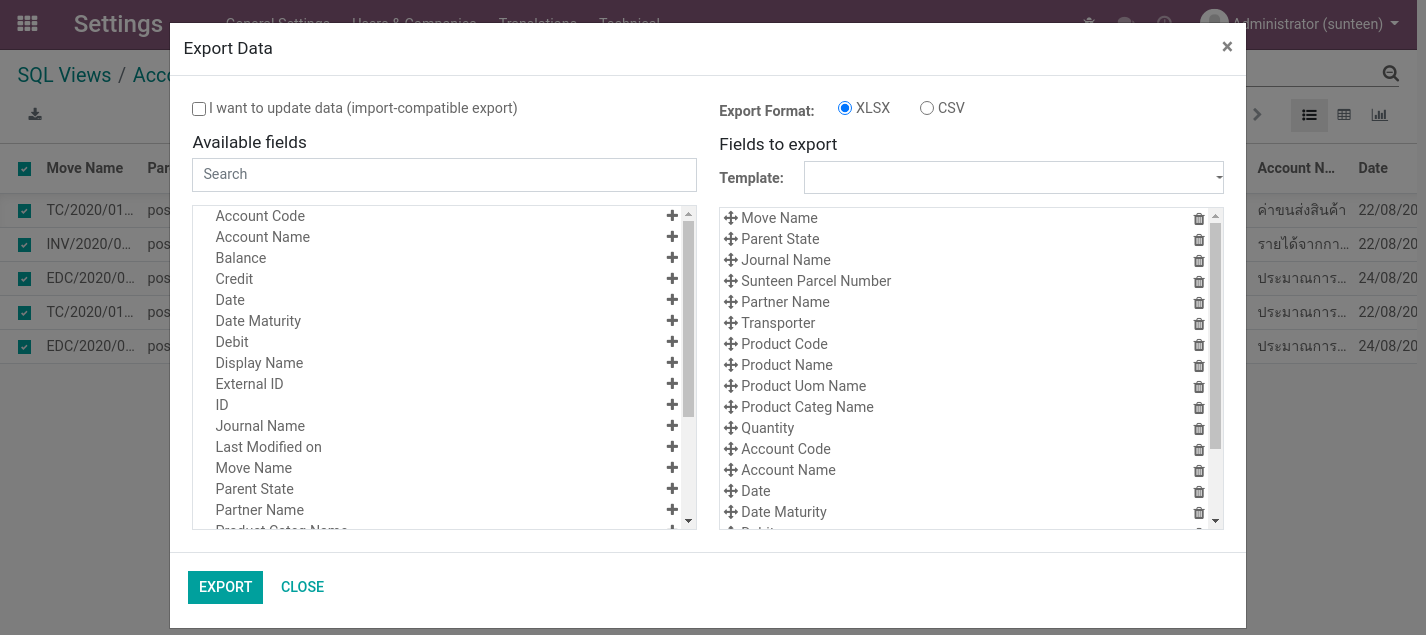 Settings
General Settings Users & Companies Translations Technical
Administrator (sunteen)
Export Data
×
SQL Views / Acco
I want to update data (import-compatible export)
Export Format: XLSX CSV
Available fields
Search
Account Code
Account Name
Balance
Credit
Date
Date Maturity
Debit
Display Name
External ID
ID
Journal Name
Last Modified on
Move Name
Parent State
Partner Name
Product Categ Name
Fields to export
Template:
Move Name
Parent State
Journal Name
Sunteen Parcel Number
Partner Name
Transporter
Product Code
Product Name
Product Uom Name
Product Categ Name
Quantity
Account Code
Account Name
Date
Date Maturity
Debit
EXPORT CLOSE
Move Name Par Account N... Date
TC/2020/01... pos ค่าขนส่งสินค้า 22/08/20
INV/2020/0... pos รายได้จากกา... 22/08/20
EDC/2020/0... pos ประมาณการ... 24/08/20
TC/2020/01... pos ประมาณการ... 22/08/20
EDC/2020/0... pos ประมาณการ... 24/08/20